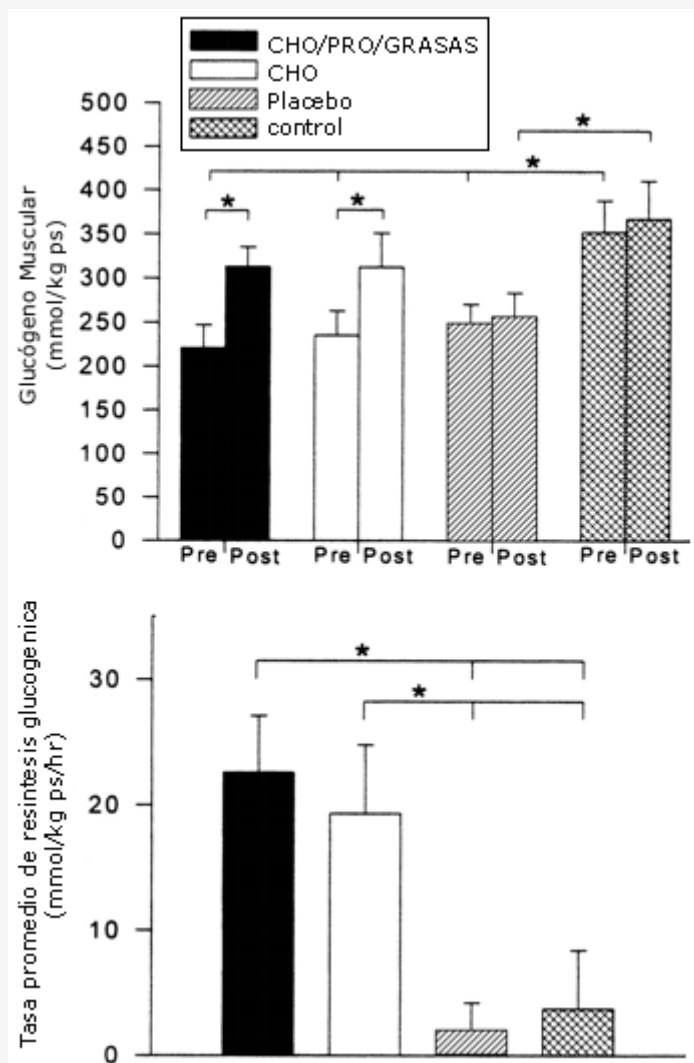 CHO/PRO/GRASAS
CHO
Placebo
control
Glucógeno Muscular
(mmol/kg ps)
500
450
400
350
300
250
200
150
100
50
0
*
*
*
*
Pre Post
Pre Post
Pre Post
Pre Post
Tasa promedio de resintesis glucogenica
(mmol/kg ps/hr)
30
20
10
0
*
*